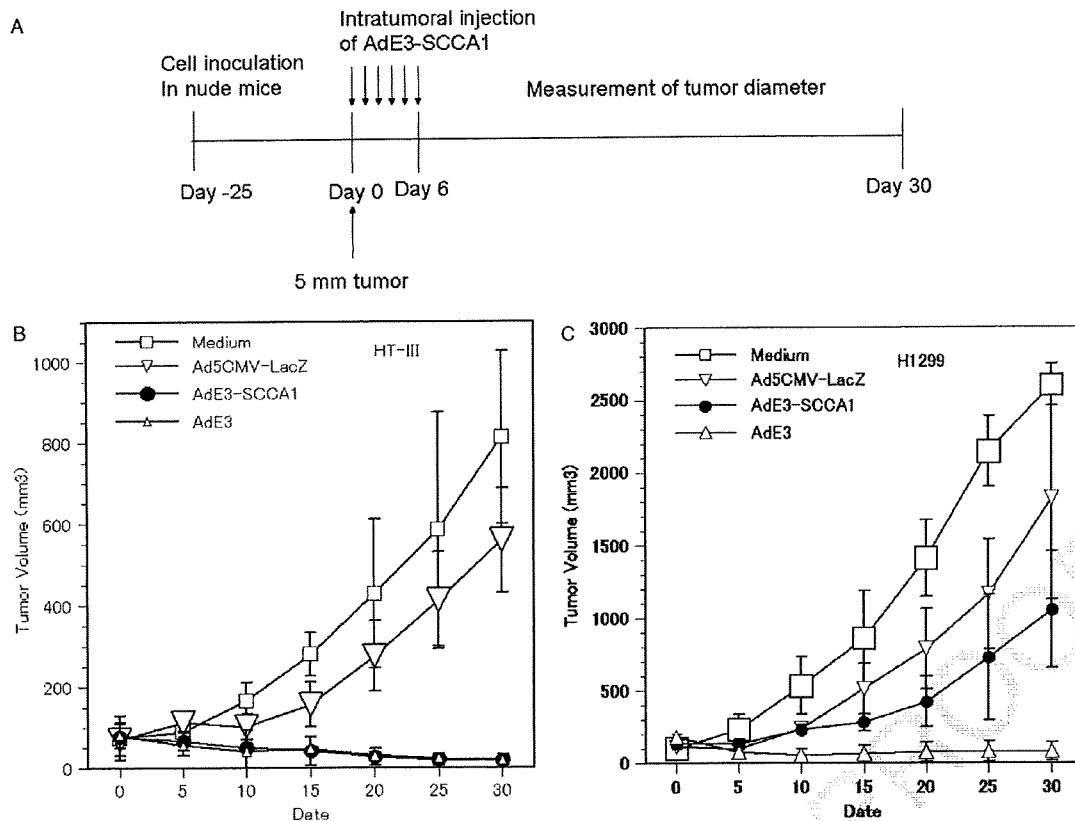 A
Cell inoculation
In nude mice
Intratumoral injection
of AdE3-SCCA1
Measurement of tumor diameter
Day -25
Day 0
Day 6
Day 30
5 mm tumor
B
Medium
Ad5CMV-LacZ
AdE3-SCCA1
AdE3
HT-III
Tumor Volume (mm3)
1000
800
600
400
200
0
0 5 10 15 20 25 30
Date
C
Medium
Ad5CMV-LacZ
AdE3-SCCA1
AdE3
H1299
Tumor Volume (mm3)
3000
2500
2000
1500
1000
500
0
0 5 10 15 20 25 30
Date